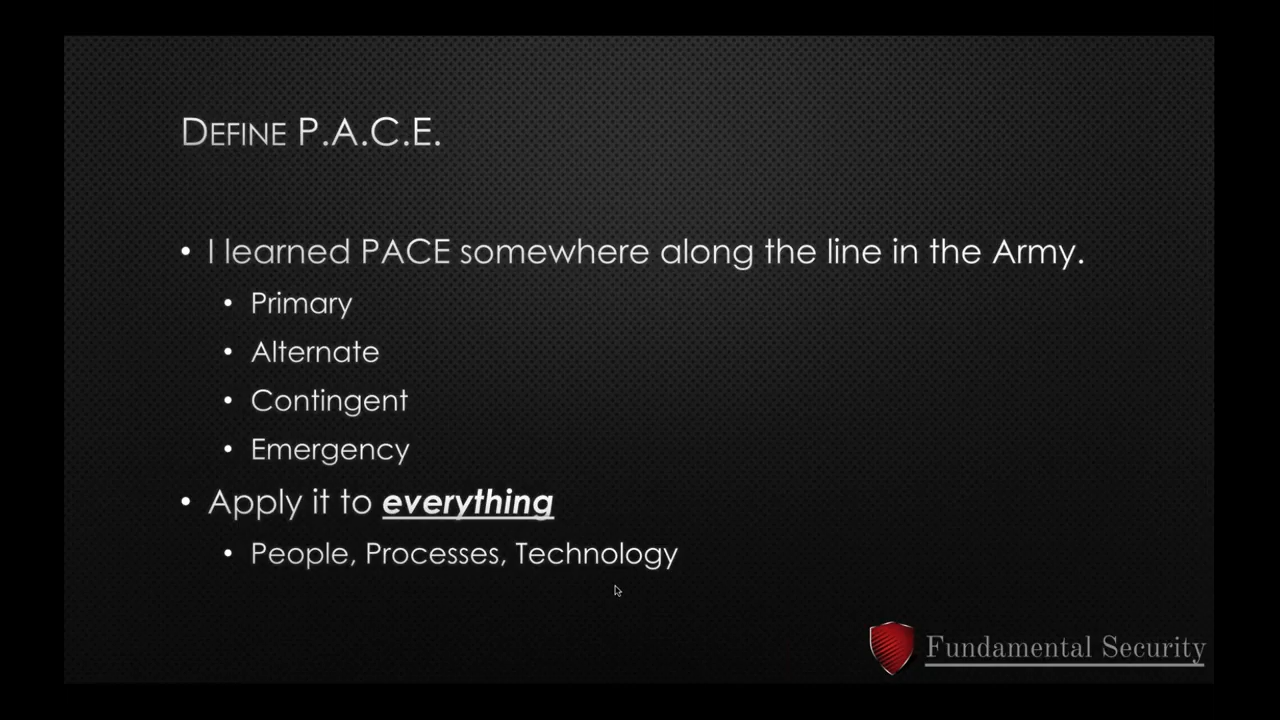 Define P.A.C.E.
• I learned PACE somewhere along the line in the Army.
• Primary
• Alternate
• Contingent
• Emergency
• Apply it to everything
• People, Processes, Technology
Fundamental Security